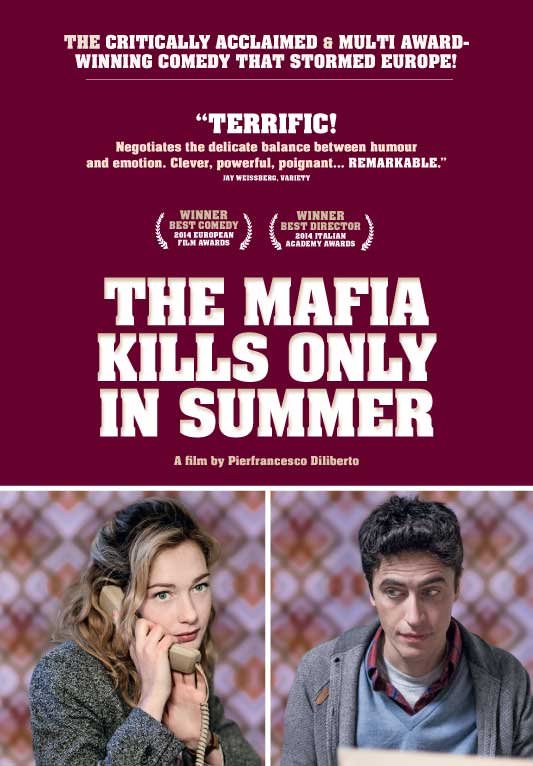 THE CRITICALLY ACCLAIMED & MULTI AWARD-
WINNING COMEDY THAT STORMED EUROPE!
“TERRIFIC!
Negotiates the delicate balance between humour
and emotion. Clever, powerful, poignant... REMARKABLE.”
JAY WEISSBERG, VARIETY
WINNER
BEST COMEDY
2014 EUROPEAN
FILM AWARDS
WINNER
BEST DIRECTOR
2014 ITALIAN
ACADEMY AWARDS
THE MAFIA
KILLS ONLY
IN SUMMER
A film by Pierfrancesco Diliberto